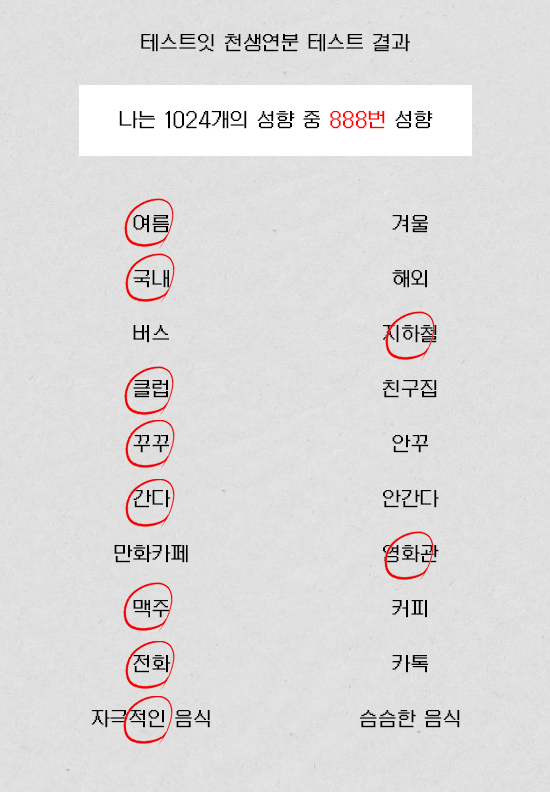 테스트잇 천생연분 테스트 결과
나는 1024개의 성향 중 888번 성향
여름 겨울
국내 해외
버스 지하철
클럽 친구집
꾸꾸 안꾸
간다 안간다
만화카페 영화관
맥주 커피
전화 카톡
자극적인 음식 슴슴한 음식